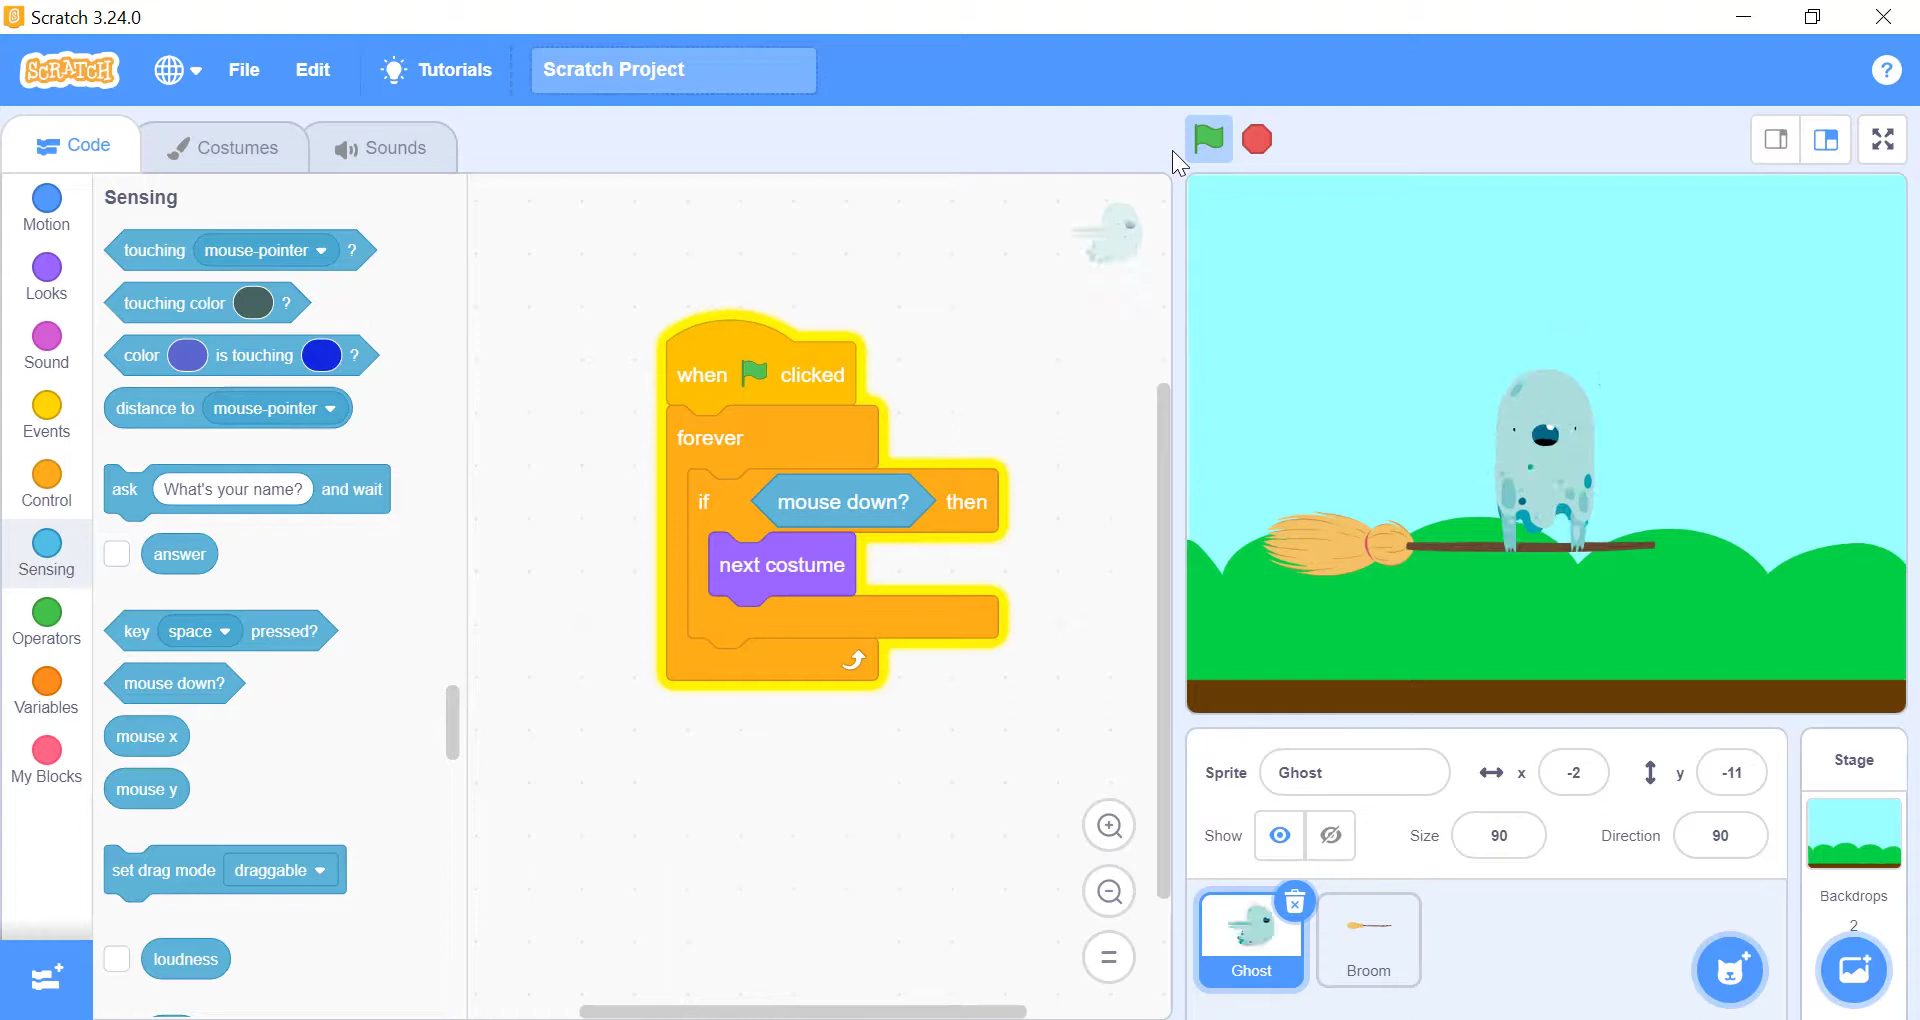 Scratch 3.24.0
SCRATCH
File
Edit
Tutorials
Scratch Project
?
Code
Costumes
Sounds
Motion
Looks
Sound
Events
Control
Sensing
Operators
Variables
My Blocks
Sensing
touching mouse-pointer ?
touching color ?
color is touching ?
distance to mouse-pointer
ask What's your name? and wait
answer
key space pressed?
mouse down?
mouse x
mouse y
set drag mode draggable
loudness
when clicked
forever
if mouse down? then
next costume
Sprite Ghost x -2 y -11
Show Size 90 Direction 90
Ghost
Broom
Stage
Backdrops
2